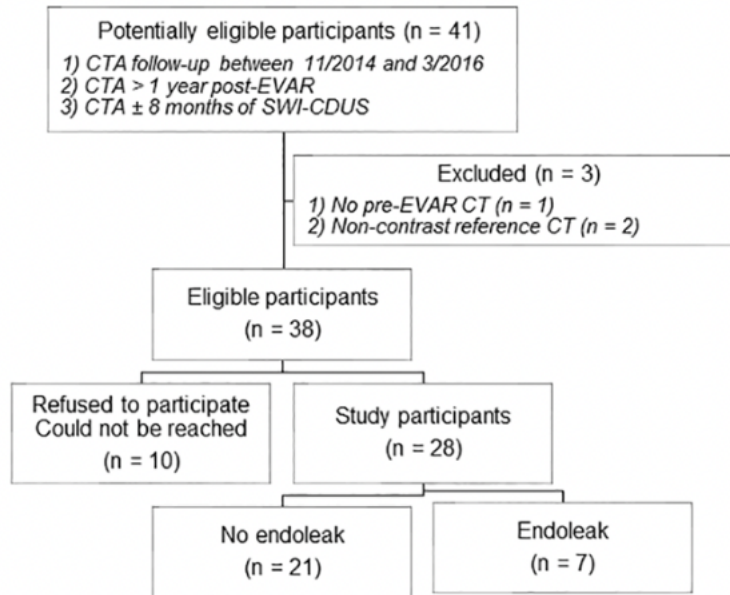 Potentially eligible participants (n = 41)
1) CTA follow-up between 11/2014 and 3/2016
2) CTA > 1 year post-EVAR
3) CTA ± 8 months of SWI-CDUS
Excluded (n = 3)
1) No pre-EVAR CT (n = 1)
2) Non-contrast reference CT (n = 2)
Eligible participants
(n = 38)
Refused to participate
Could not be reached
(n = 10)
Study participants
(n = 28)
No endoleak
(n = 21)
Endoleak
(n = 7)